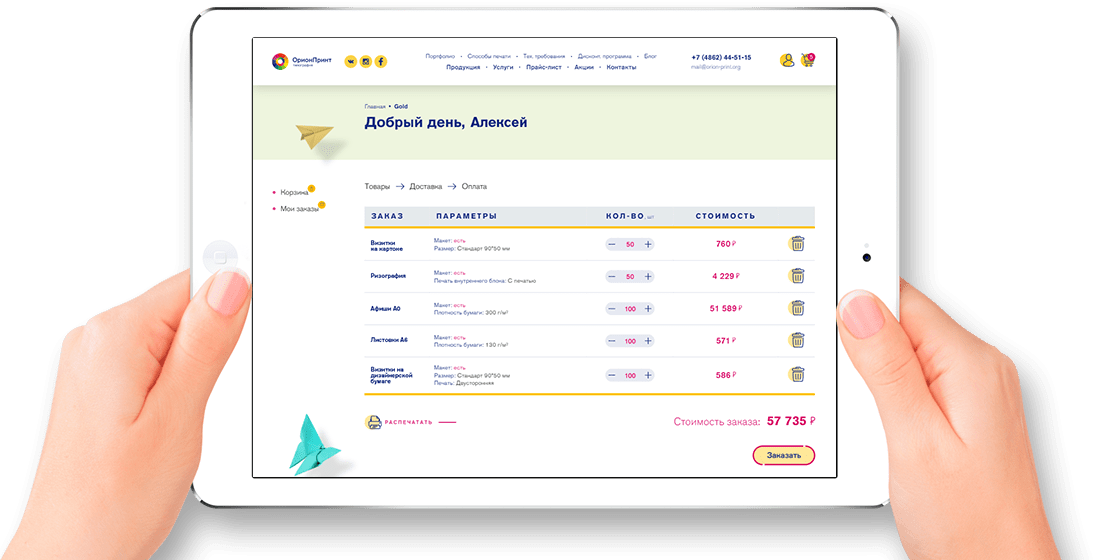 ОрионПринт
типография
Портфолио • Способы печати • Тех. требования • Дисконт. программа • Блог
Продукция • Услуги • Прайс-лист • Акции • Контакты
+7 (4862) 44-51-15
mail@orionprint.org
Главная • Gold
Добрый день, Алексей
Корзина
Мои заказы
Товары → Доставка → Оплата
ЗАКАЗ ПАРАМЕТРЫ КОЛ-ВО, шт СТОИМОСТЬ
Визитки
на картоне
Макет: есть
Размер: Стандарт 90*50 мм
− 50 + 760 ₽
Ризография
Макет: есть
Печать внутреннего блока: С печатью
− 50 + 4 229 ₽
Афиши А0
Макет: есть
Плотность бумаги: 300 г/м²
− 100 + 51 589 ₽
Листовки А6
Макет: есть
Плотность бумаги: 130 г/м²
− 100 + 571 ₽
Визитки на
дизайнерской
бумаге
Макет: есть
Размер: Стандарт 90*50 мм
Печать: Двусторонняя
− 100 + 586 ₽
РАСПЕЧАТАТЬ
Стоимость заказа: 57 735 ₽
Заказать